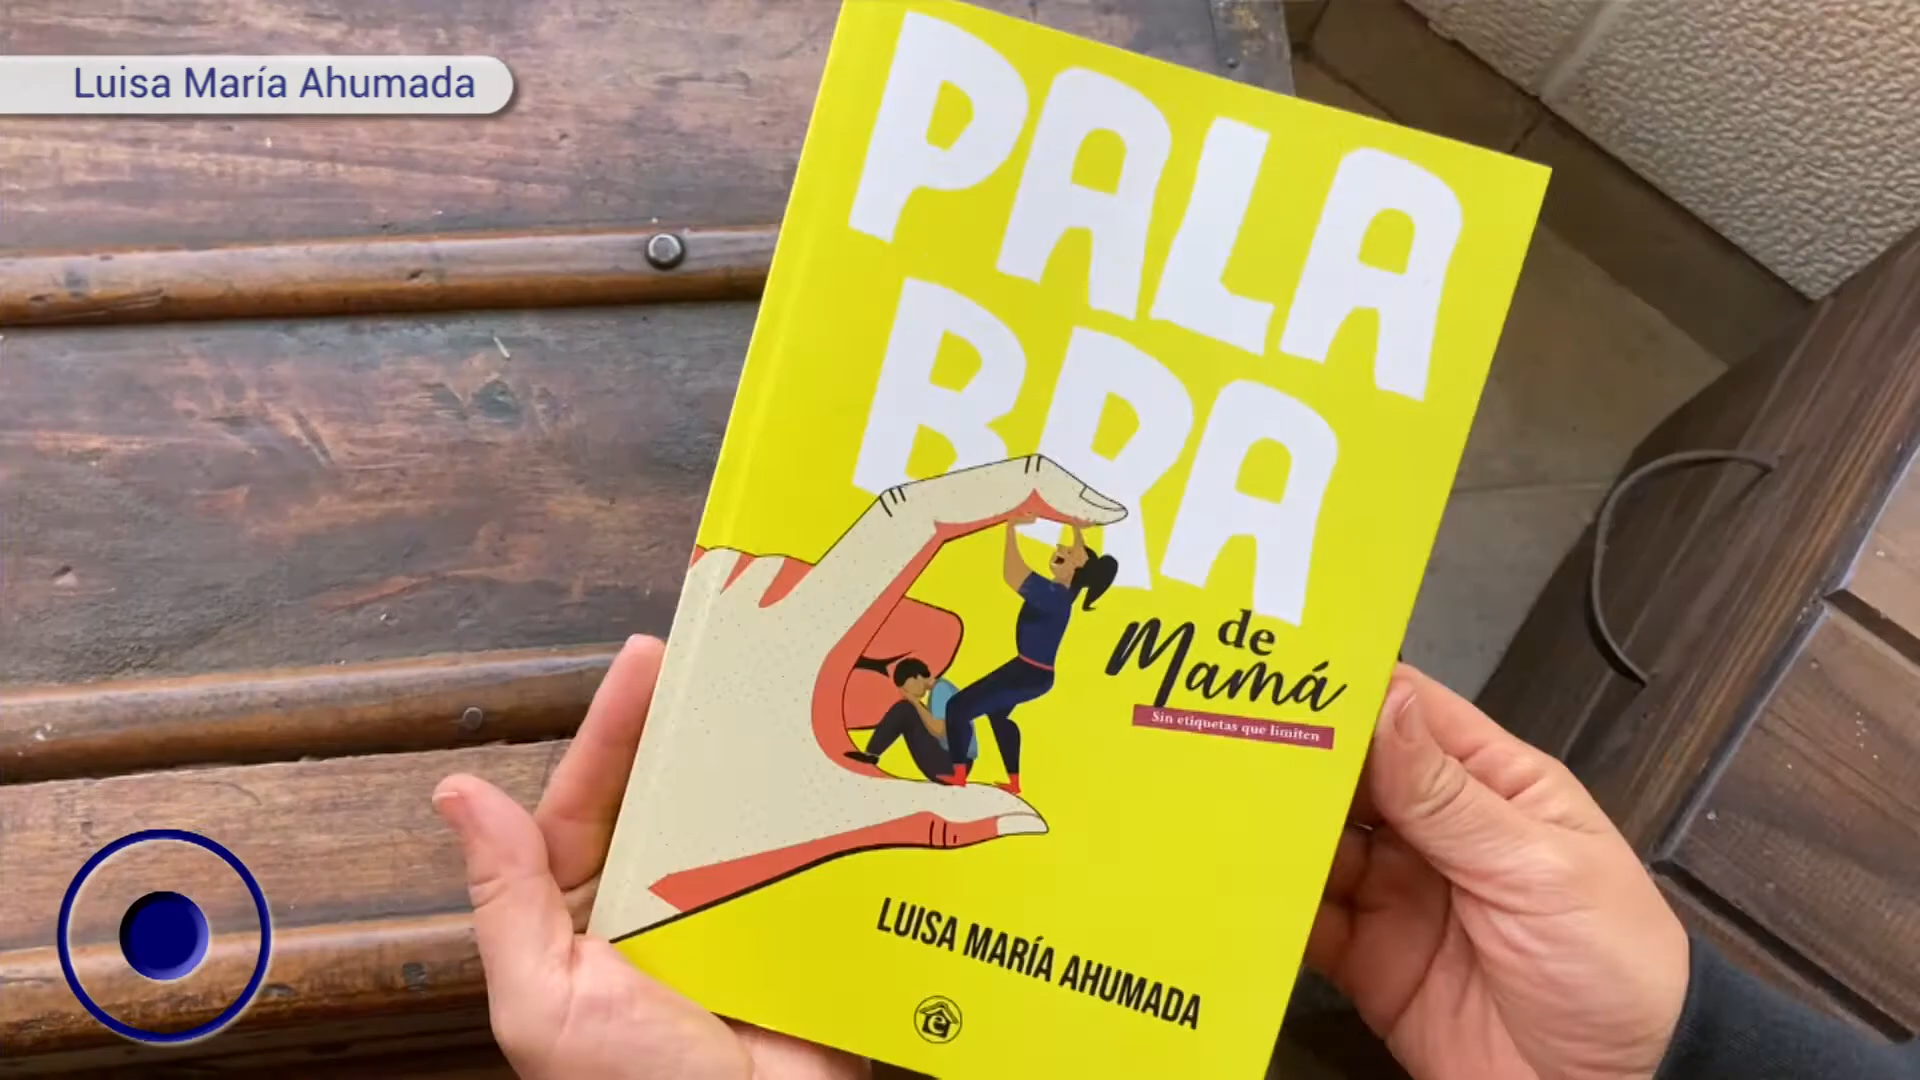 Luisa María Ahumada
PALA
BRA
de
Mamá
Sin etiquetas que limiten
LUISA MARÍA AHUMADA
e